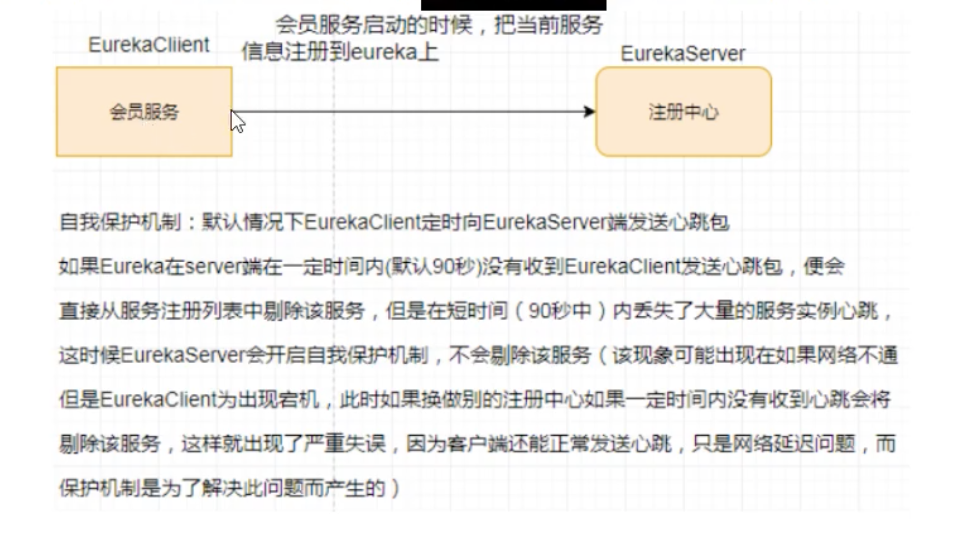 会员服务启动的时候，把当前服务
信息注册到eureka上
EurekaCliient
EurekaServer
会员服务
注册中心
自我保护机制：默认情况下EurekaClient定时向EurekaServer端发送心跳包
如果Eureka在server端在一定时间内(默认90秒)没有收到EurekaClient发送心跳包，便会
直接从服务注册列表中剔除该服务，但是在短时间（90秒中）内丢失了大量的服务实例心跳，
这时候EurekaServer会开启自我保护机制，不会剔除该服务（该现象可能出现在如果网络不通
但是EurekaClient为出现宕机，此时如果换做别的注册中心如果一定时间内没有收到心跳会将
剔除该服务，这样就出现了严重失误，因为客户端还能正常发送心跳，只是网络延迟问题，而
保护机制是为了解决此问题而产生的）